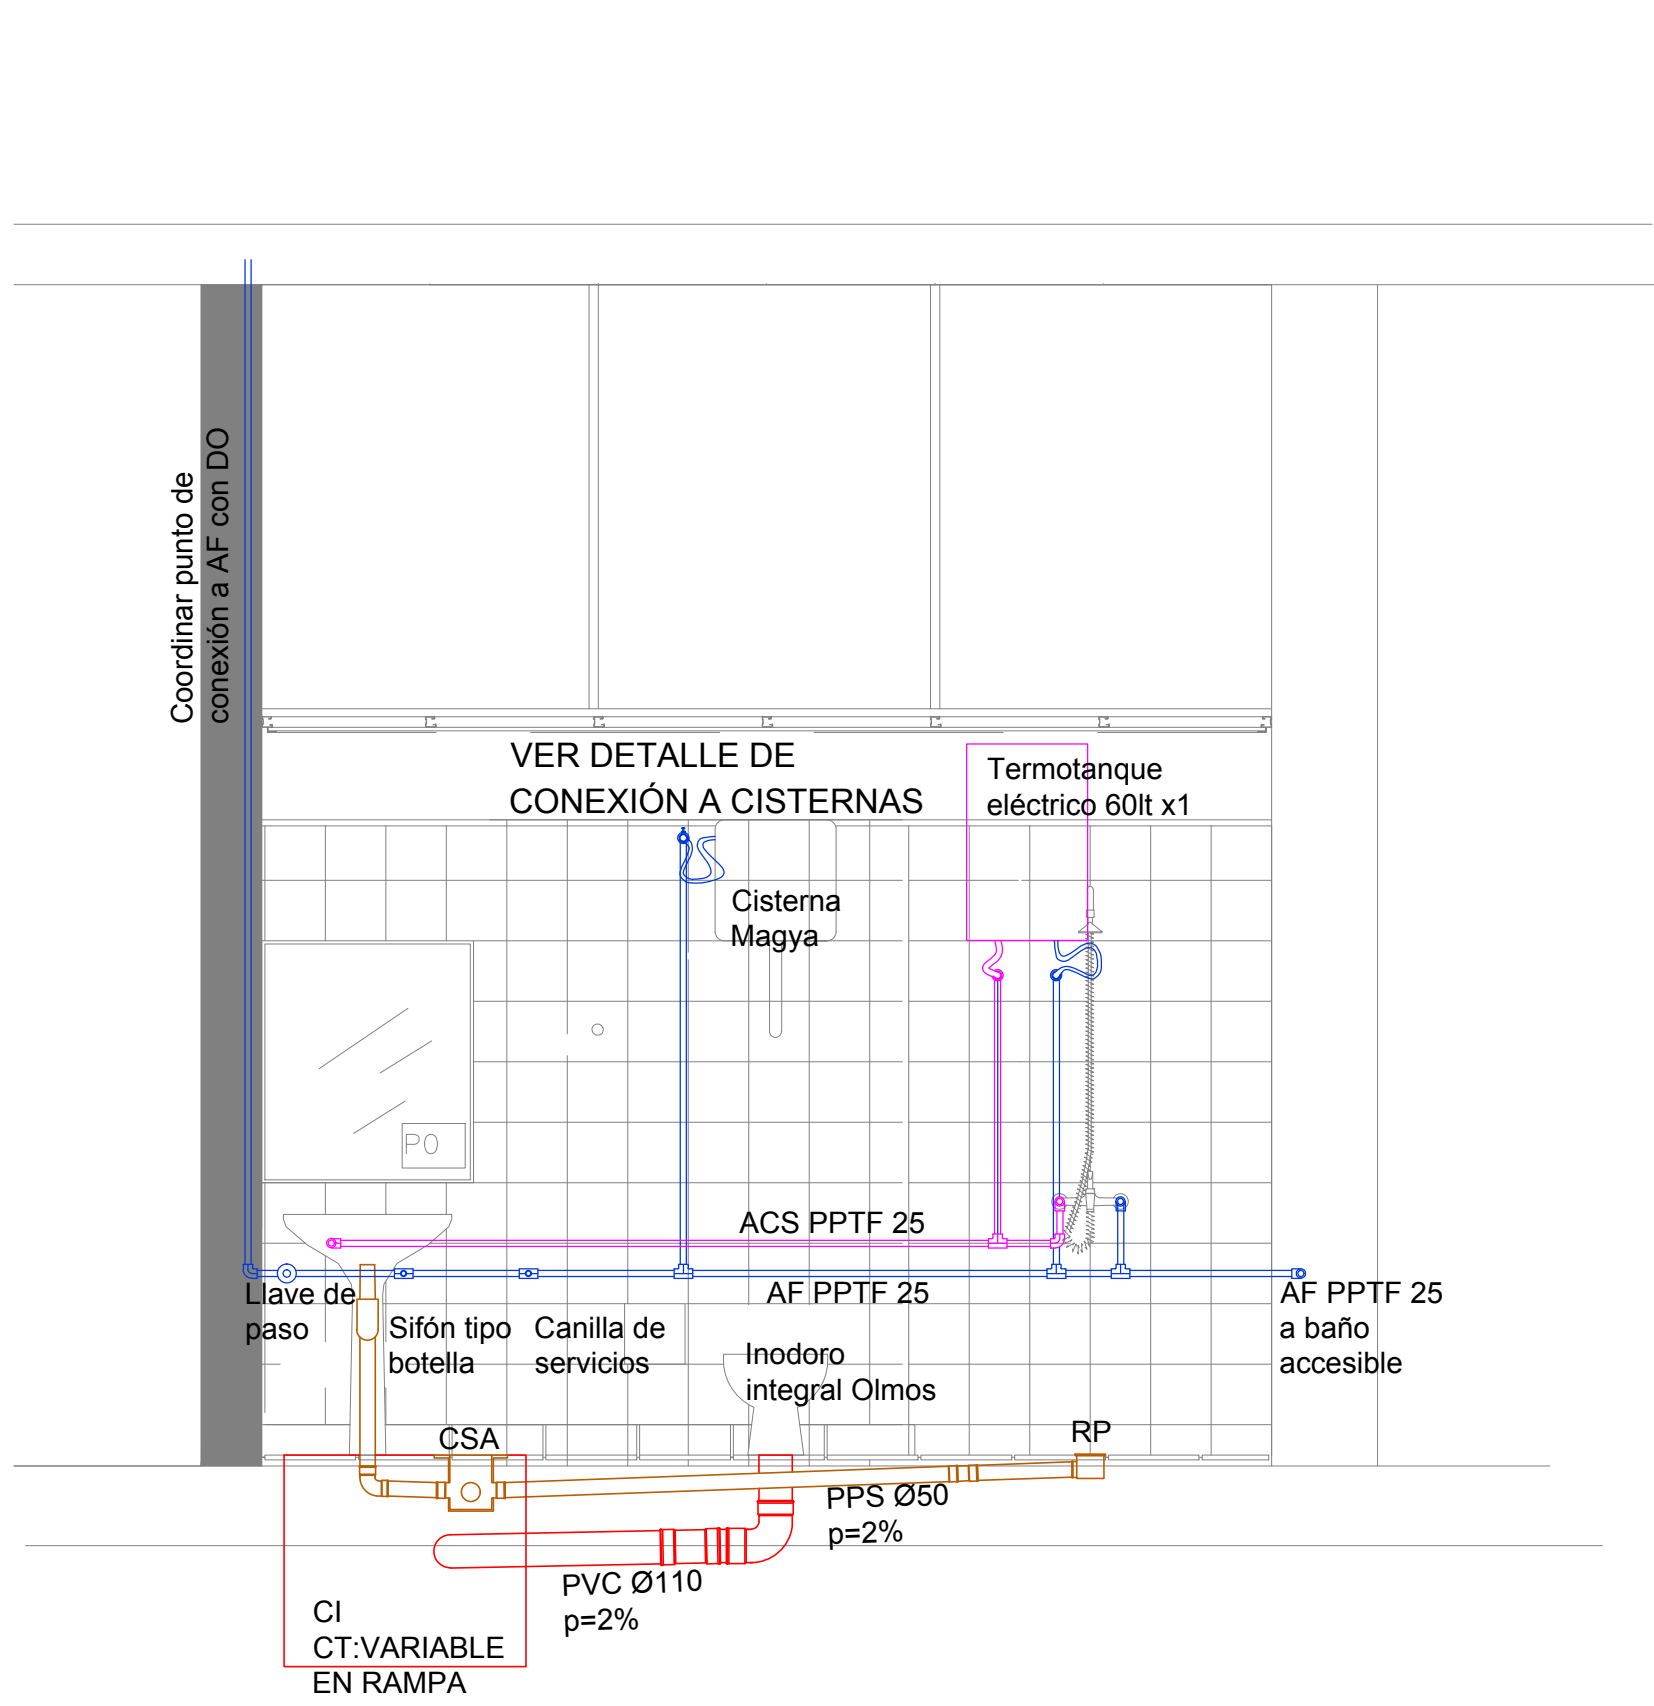 Coordinar punto de
conexión a AF con DO
VER DETALLE DE
CONEXIÓN A CISTERNAS
Termotanque
eléctrico 60lt x1
Cisterna
Magya
P0
ACS PPTF 25
Llave de
paso
AF PPTF 25
AF PPTF 25
a baño
accesible
Sifón tipo
botella
Canilla de
servicios
Inodoro
integral Olmos
CSA
RP
PPS Ø50
p=2%
PVC Ø110
p=2%
CI
CT:VARIABLE
EN RAMPA